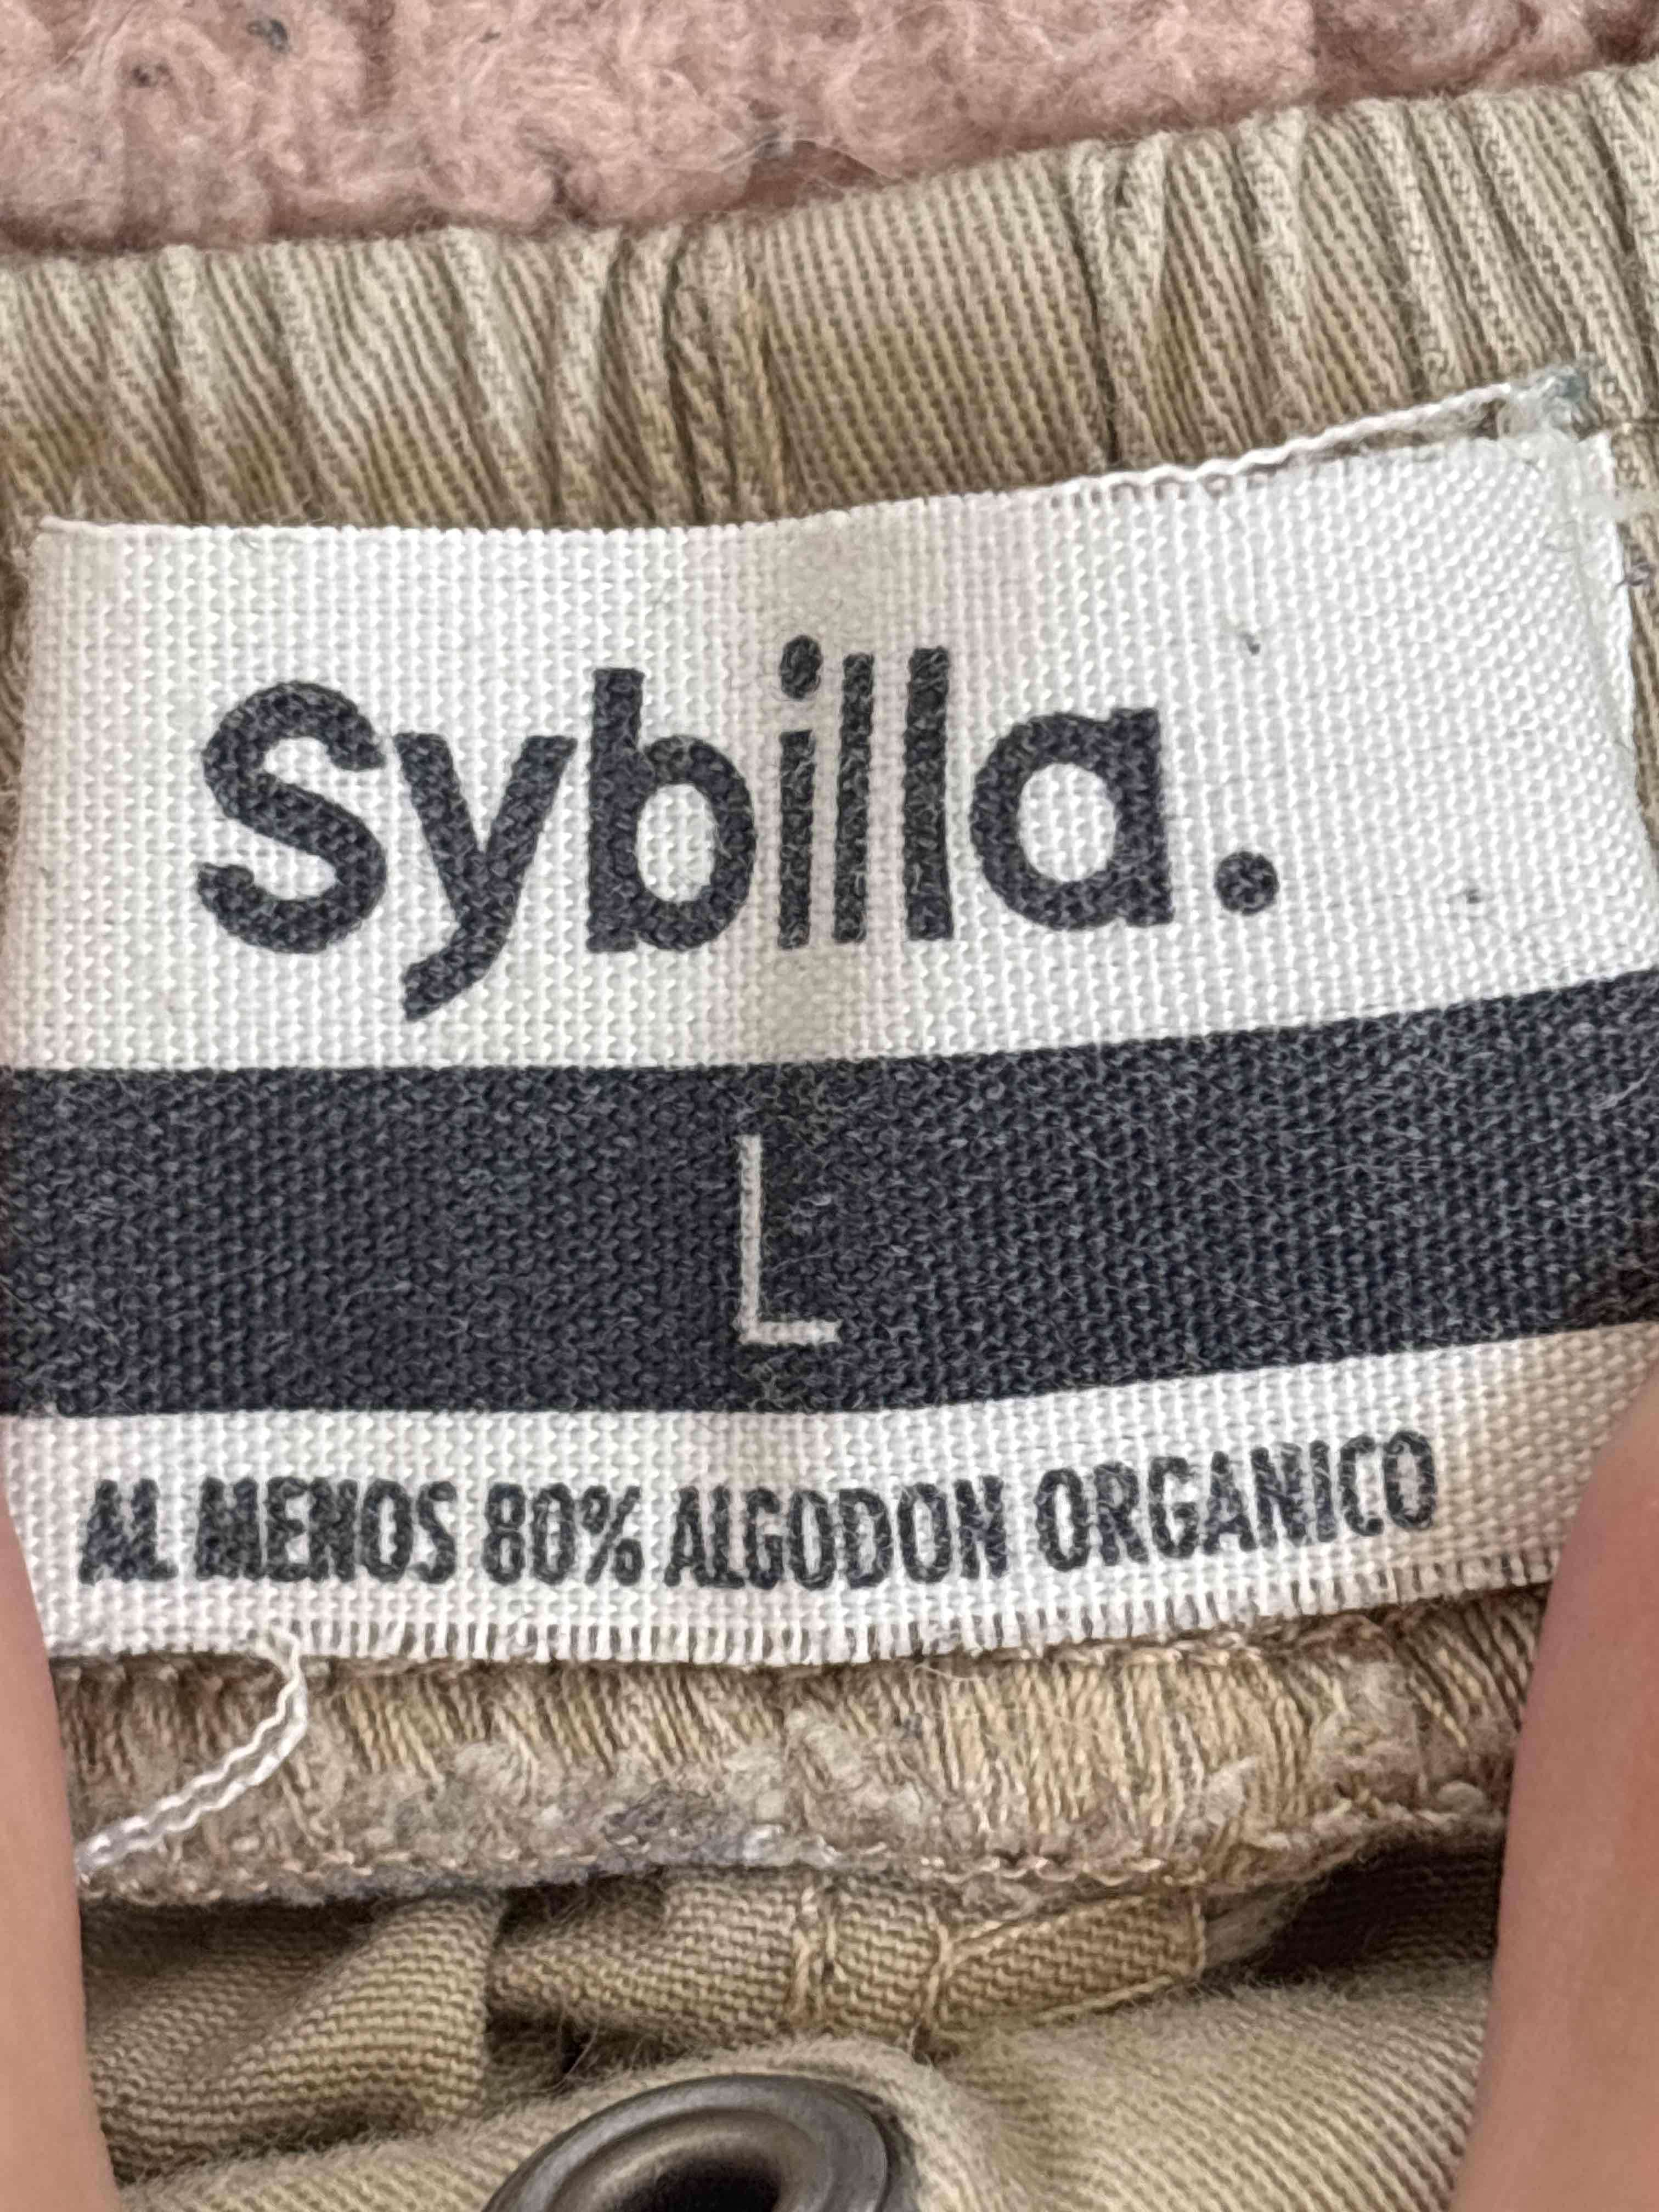 Sybilla.
L
AL MENOS 80% ALGODON ORGANICO